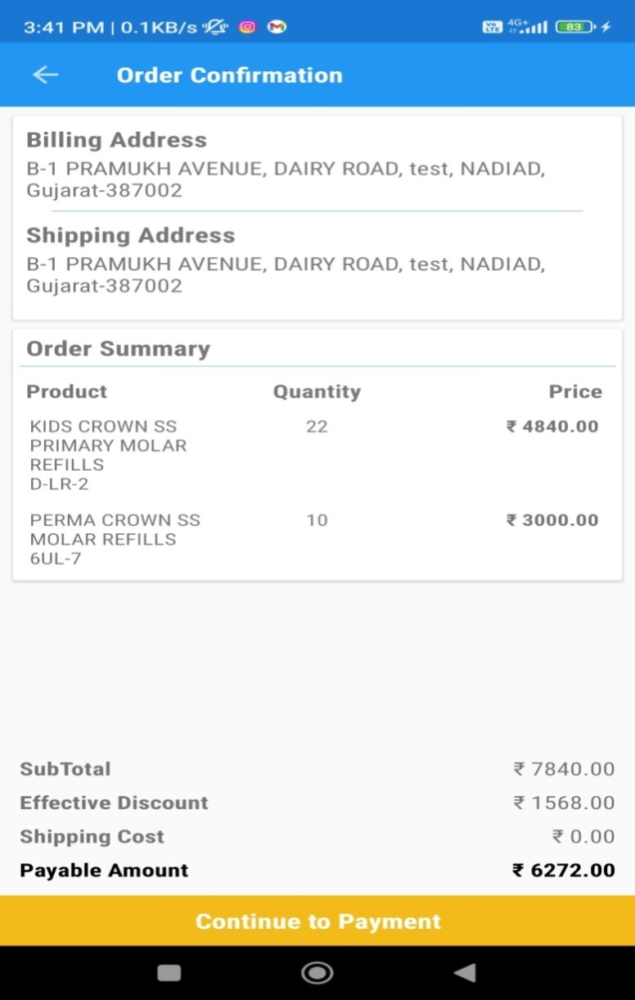 3:41 PM | 0.1KB/s
Vo LTE 4G+ 83
Order Confirmation
Billing Address
B-1 PRAMUKH AVENUE, DAIRY ROAD, test, NADIAD,
Gujarat-387002
Shipping Address
B-1 PRAMUKH AVENUE, DAIRY ROAD, test, NADIAD,
Gujarat-387002
Order Summary
Product Quantity Price
KIDS CROWN SS 22 ₹ 4840.00
PRIMARY MOLAR
REFILLS
D-LR-2
PERMA CROWN SS 10 ₹ 3000.00
MOLAR REFILLS
6UL-7
SubTotal ₹ 7840.00
Effective Discount ₹ 1568.00
Shipping Cost ₹ 0.00
Payable Amount ₹ 6272.00
Continue to Payment